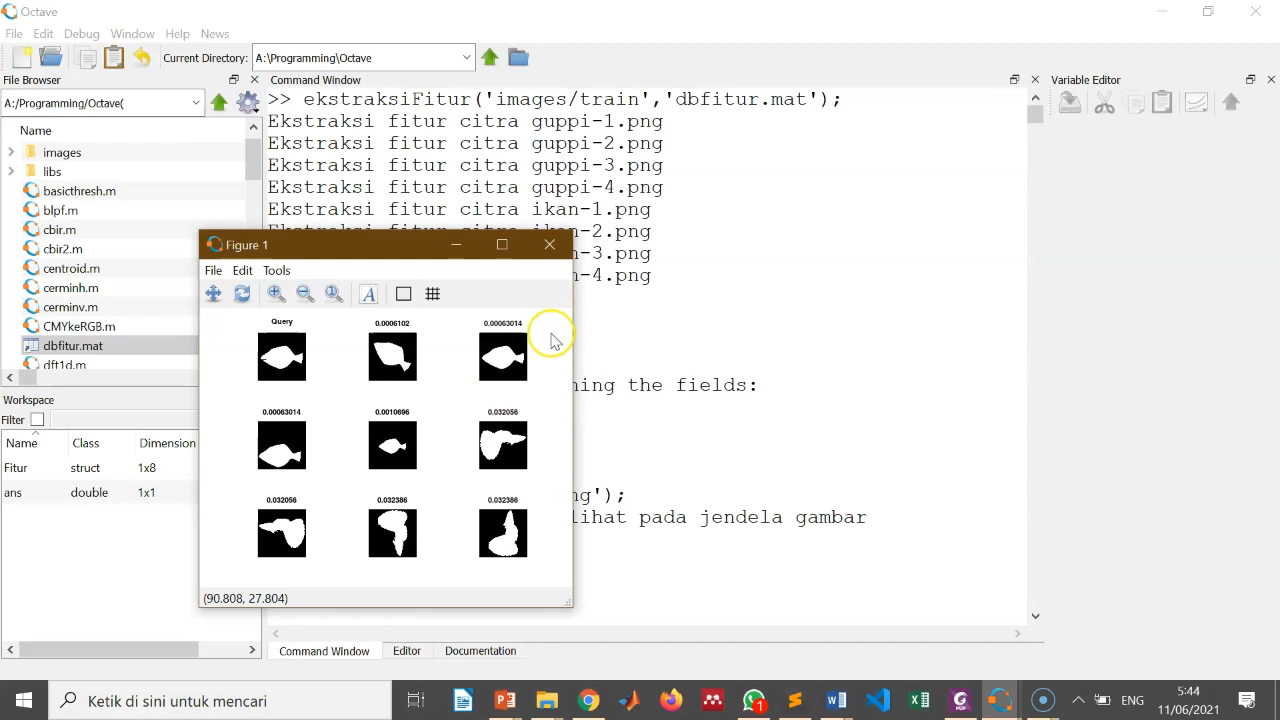 Octave
File Edit Debug Window Help News
Current Directory: A:\Programming\Octave
File Browser
Command Window
Variable Editor
A:/Programming/Octave(
Name
images
libs
basicthresh.m
blpf.m
cbir.m
cbir2.m
centroid.m
cerminh.m
cerminv.m
CMYkeRGB.m
dbfitur.mat
dft1d.m
Workspace
Filter
Name Class Dimension
Fitur struct 1x8
ans double 1x1
>> ekstraksiFitur('images/train','dbfitur.mat');
Ekstraksi fitur citra guppi-1.png
Ekstraksi fitur citra guppi-2.png
Ekstraksi fitur citra guppi-3.png
Ekstraksi fitur citra guppi-4.png
Ekstraksi fitur citra ikan-1.png
n-2.png
n-3.png
n-4.png
ning the fields:
ng');
lihat pada jendela gambar
Figure 1
File Edit Tools
A
Query 0.0006102 0.00063014
0.00063014 0.0010696 0.032056
0.032056 0.032386 0.032386
(90.808, 27.804)
Command Window Editor Documentation
Ketik di sini untuk mencari
1
PDF
ENG
5:44
11/06/2021